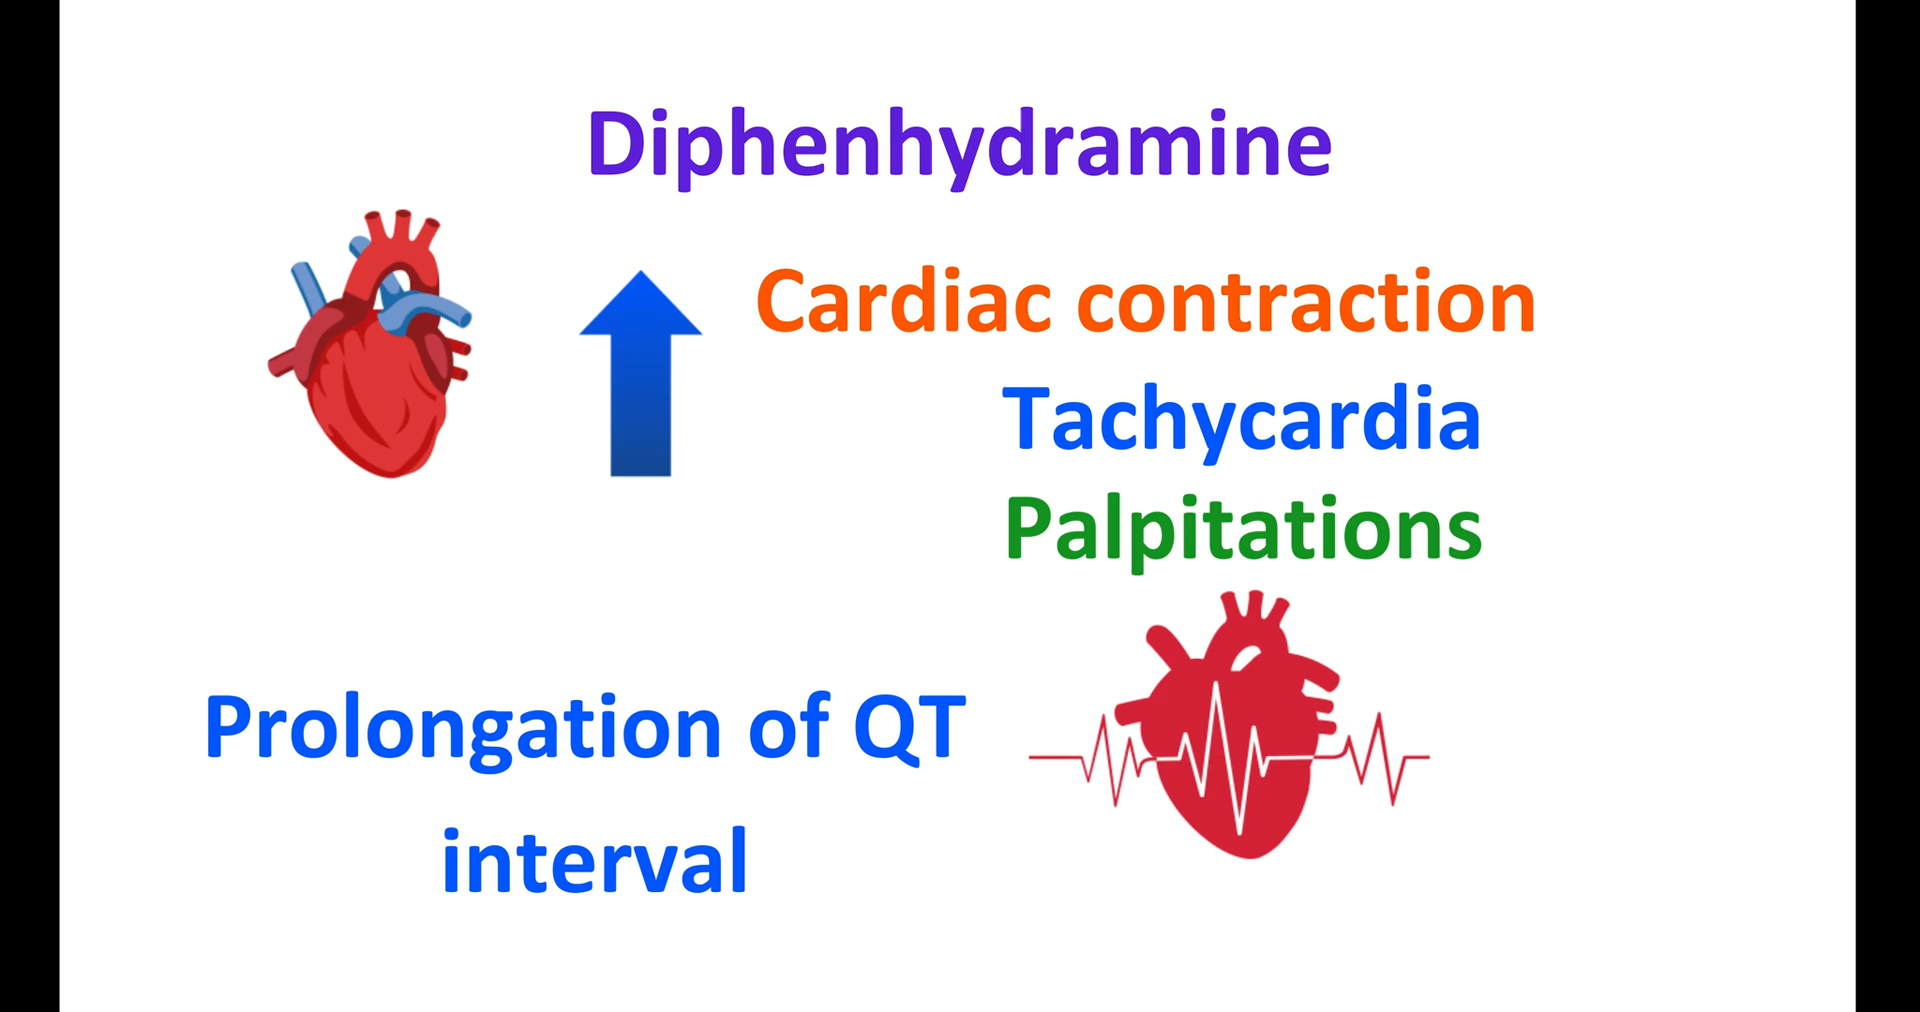 Diphenhydramine
Cardiac contraction
Tachycardia
Palpitations
Prolongation of QT
interval